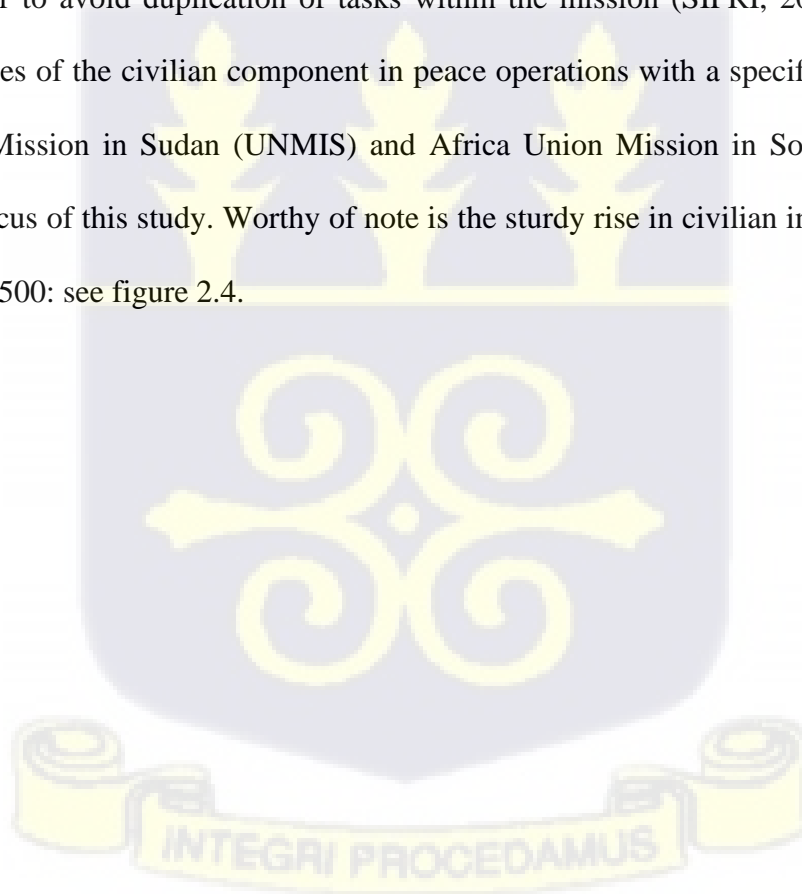 to avoid duplication of tasks within the mission (SIPRI,
es of the civilian component in peace operations with a specif
Mission in Sudan (UNMIS) and Africa Union Mission in So
cus of this study. Worthy of note is the sturdy rise in civilian
500: see figure 2.4.
INTEGRI PROCEDAMUS